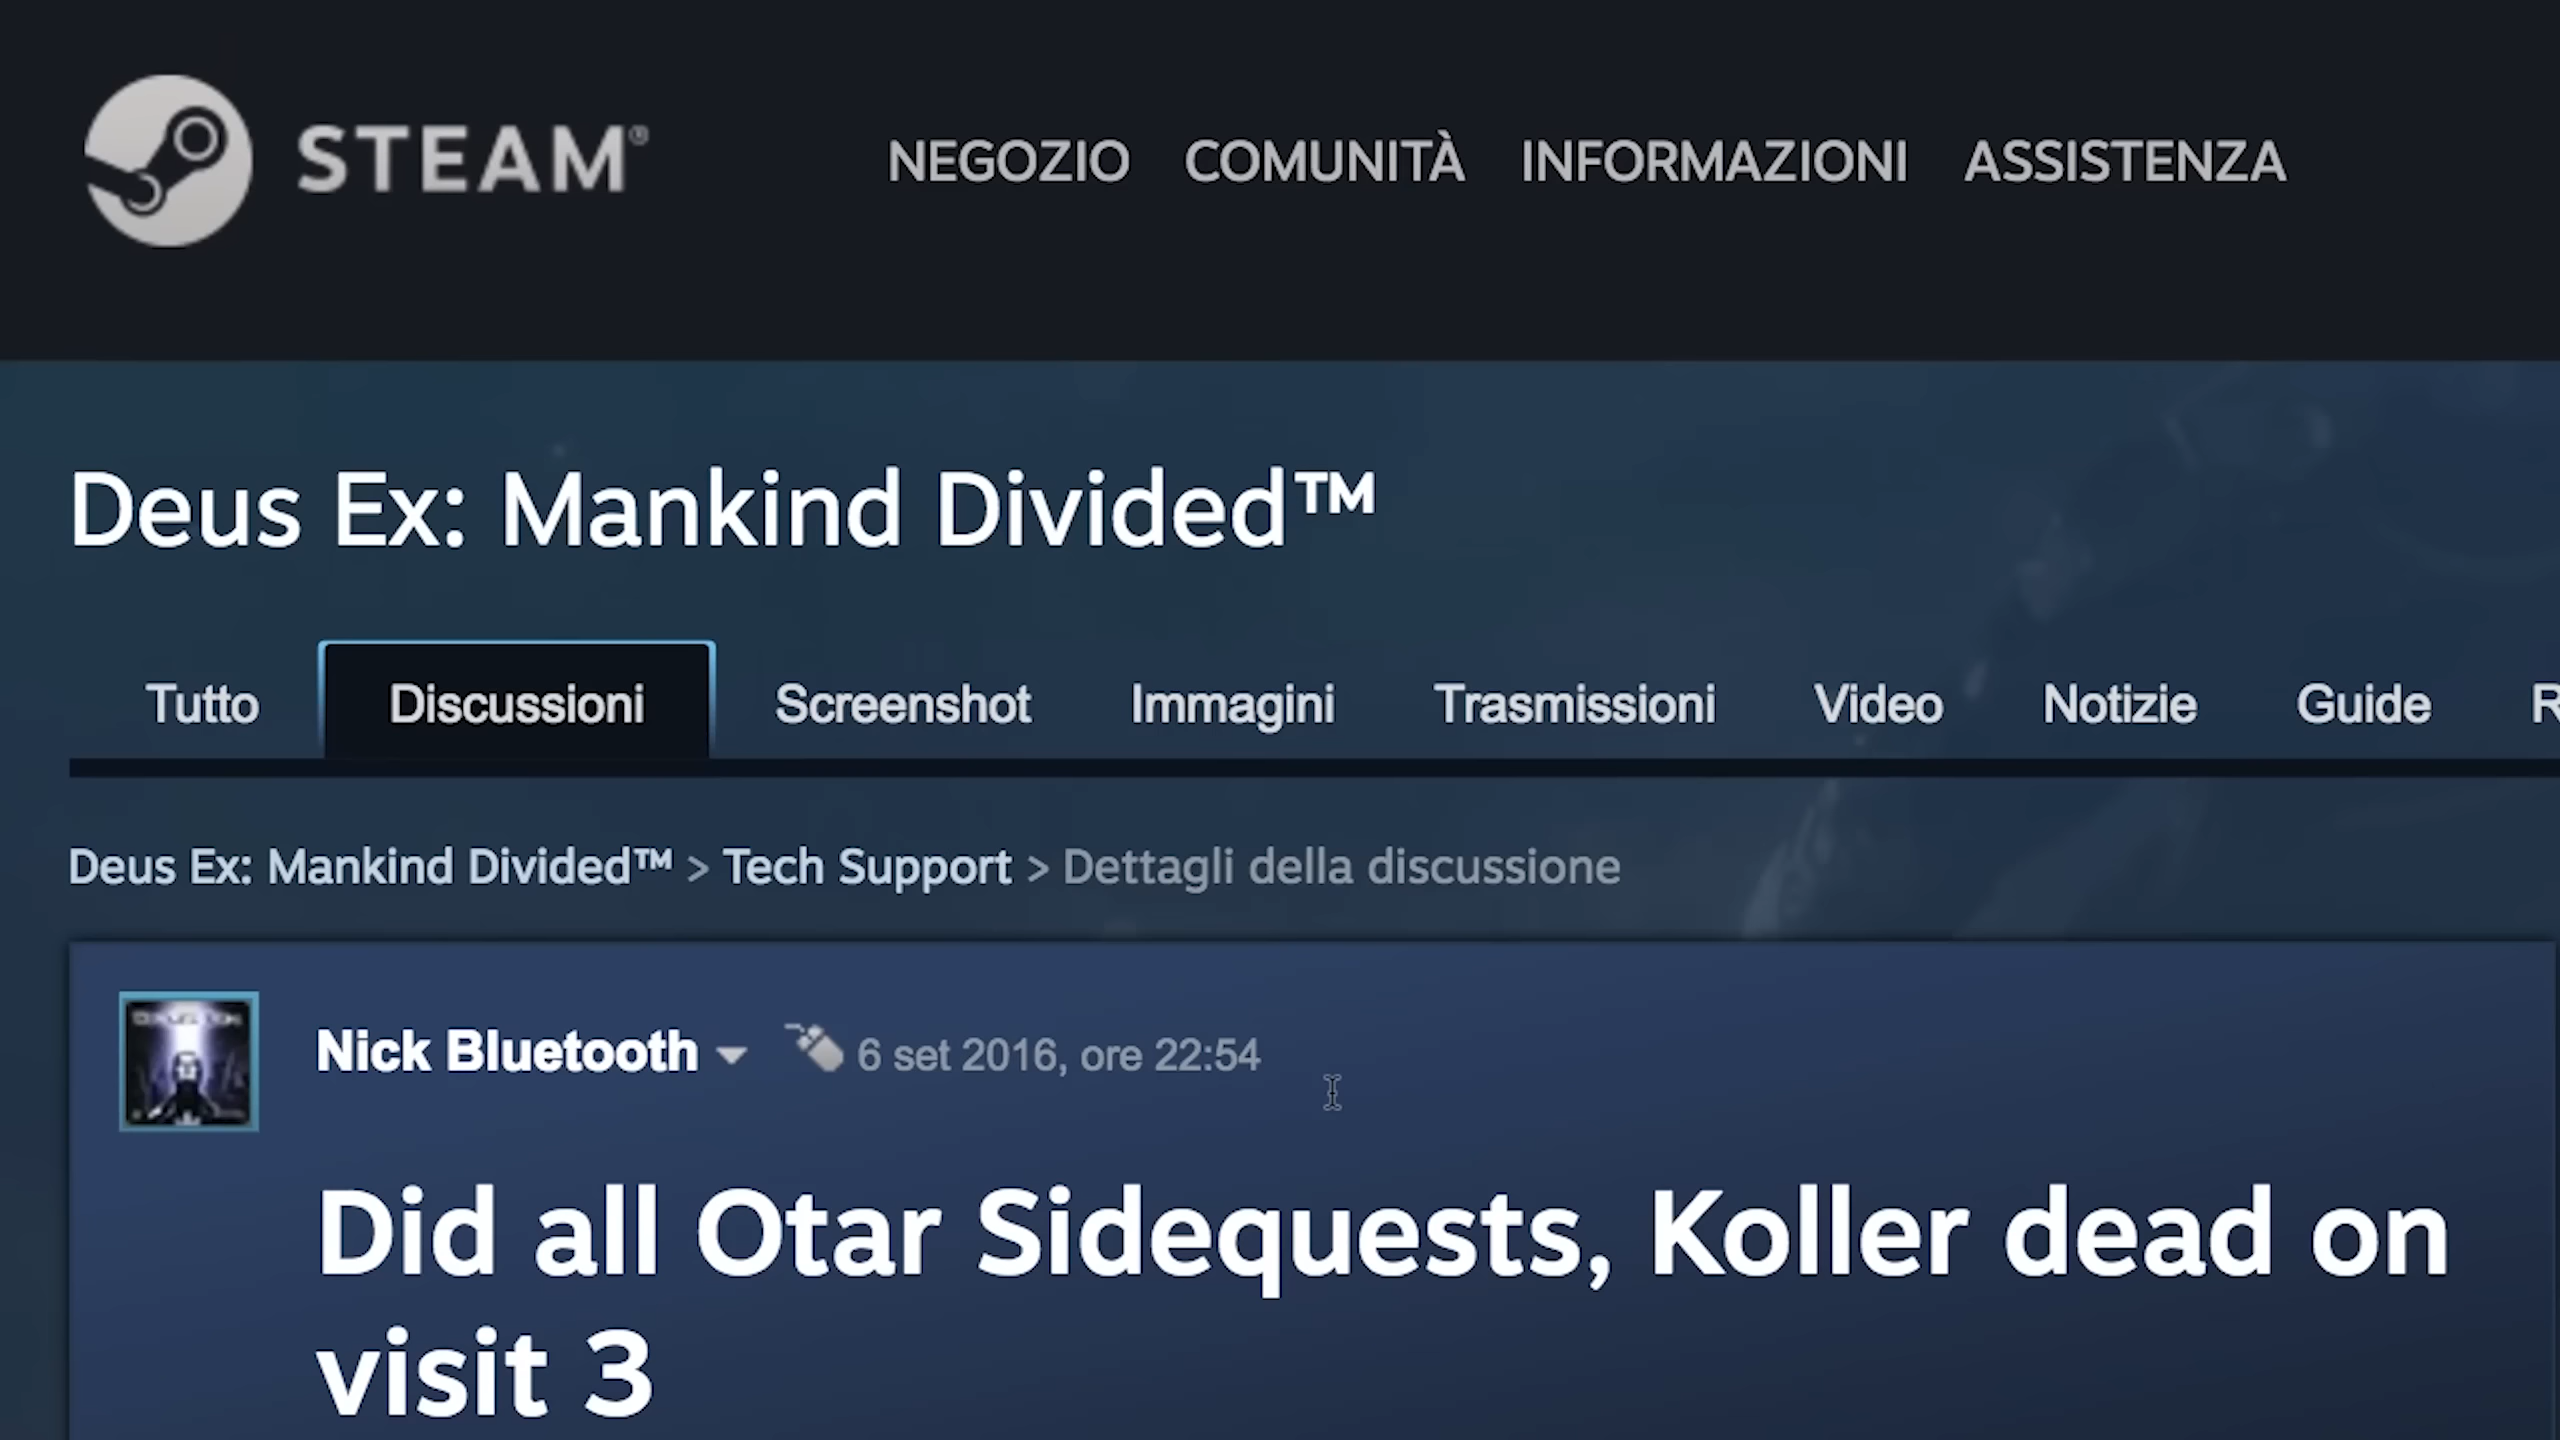 STEAM®
NEGOZIO COMUNITÀ INFORMAZIONI ASSISTENZA
Deus Ex: Mankind Divided™
Tutto Discussioni Screenshot Immagini Trasmissioni Video Notizie Guide
Deus Ex: Mankind Divided™ > Tech Support > Dettagli della discussione
Nick Bluetooth 6 set 2016, ore 22:54
Did all Otar Sidequests, Koller dead on
visit 3